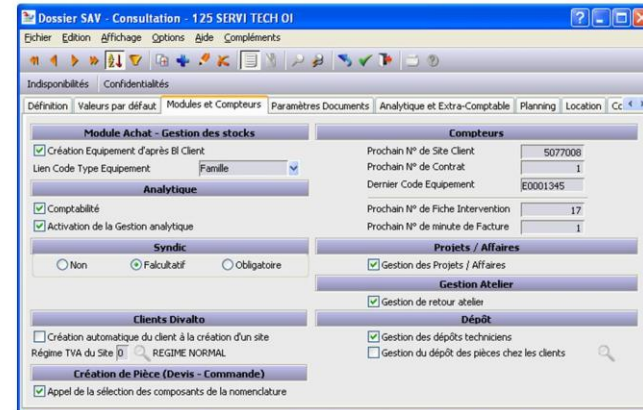 Dossier SAV - Consultation - 125 SERVI TECH OI
Fichier Edition Affichage Options Aide Compléments
Indisponibilités Confidentialités
Définition Valeurs par défaut Modules et Compteurs Paramètres Documents Analytique et Extra-Comptable Planning Location Cc
Module Achat - Gestion des stocks
Création Equipement d'après Bl Client
Lien Code Type Equipement Famille
Analytique
Comptabilité
Activation de la Gestion analytique
Syndic
Non Falcultatif Obligatoire
Clients Divalto
Création automatique du client à la création d'un site
Régime TVA du Site 0 REGIME NORMAL
Création de Pièce (Devis - Commande)
Appel de la sélection des composants de la nomenclature
Compteurs
Prochain N° de Site Client 5077008
Prochain N° de Contrat 1
Dernier Code Equipement E0001345
Prochain N° de Fiche Intervention 17
Prochain N° de minute de Facture 1
Projets / Affaires
Gestion des Projets / Affaires
Gestion Atelier
Gestion de retour atelier
Dépôt
Gestion des dépôts techniciens
Gestion du dépôt des pièces chez les clients